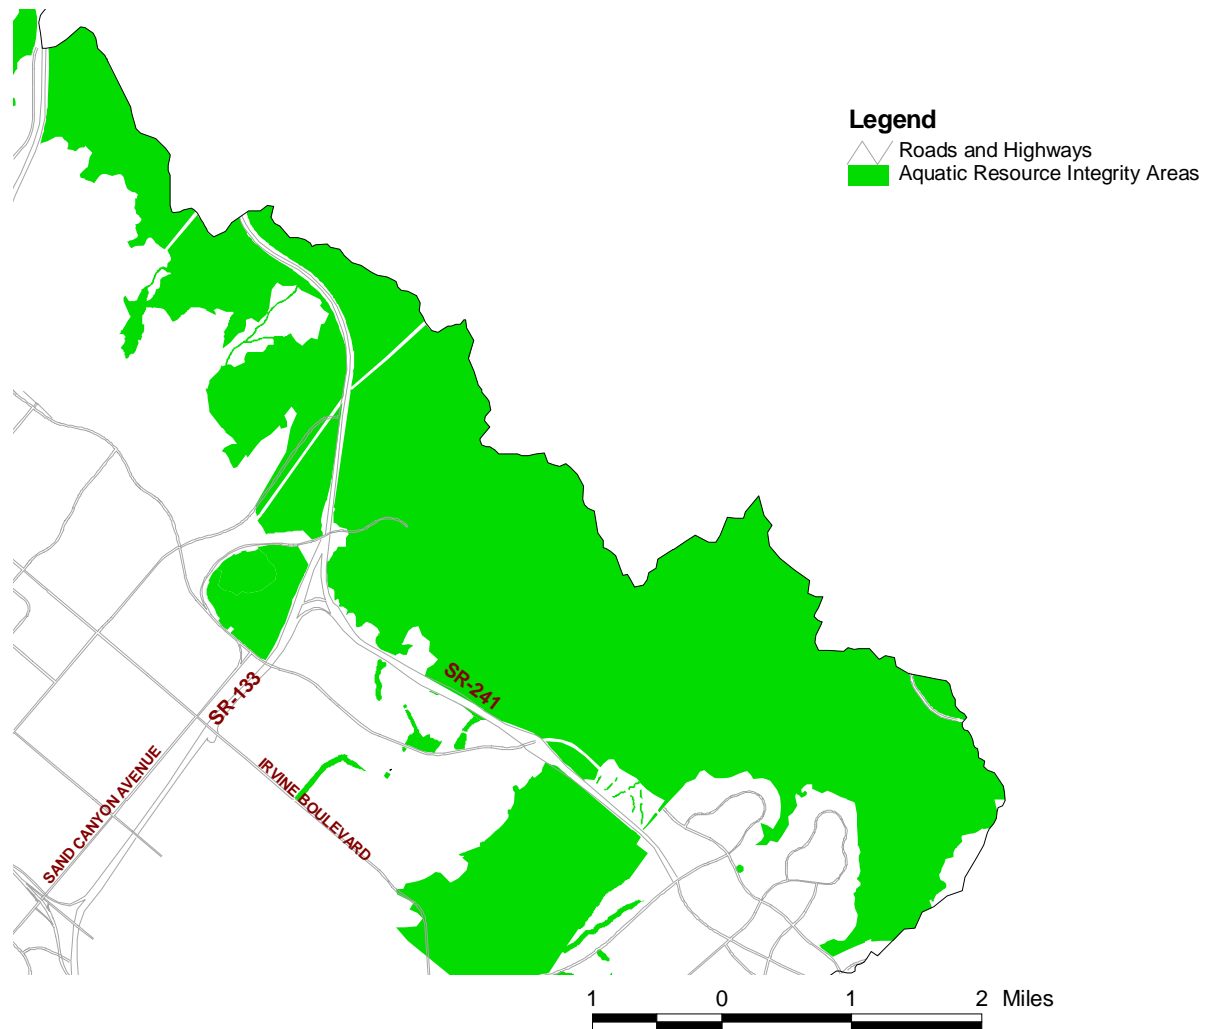 Legend
Roads and Highways
Aquatic Resource Integrity Areas
SR-241
SR-133
SAND CANYON AVENUE
IRVINE BOULEVARD
1 0 1 2 Miles